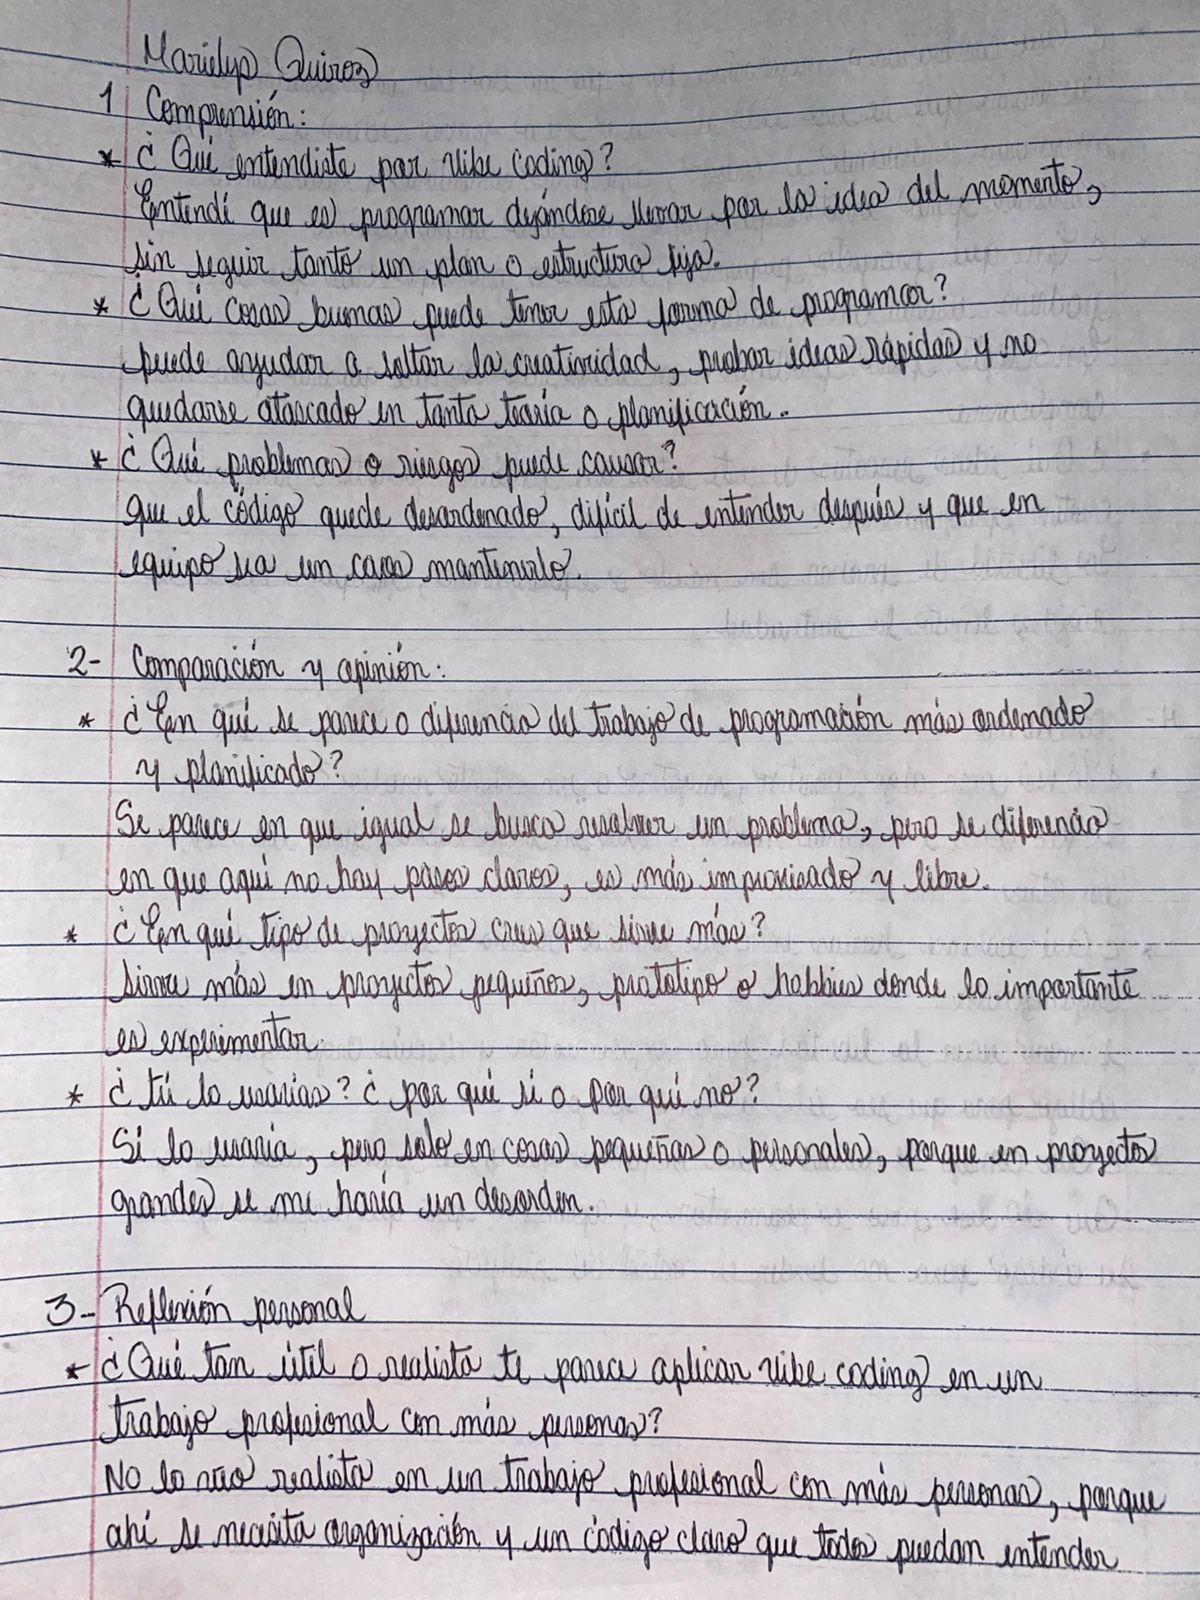 Marielys Quiroz
1 Comprensión:
* ¿Qué entendiste por vibe coding?
Entendí que es programar dejándose llevar por la idea del momento,
sin seguir tanto un plan o estructura fija.
* ¿Qué cosas buenas puede tener esta forma de programar?
puede ayudar a soltar la creatividad, probar ideas rápidas y no
quedarse atascado en tanta teoría o planificación.
* ¿Qué problemas o riesgos puede causar?
que el código quede desordenado, difícil de entender después y que en
equipo sea un caos mantenerlo.
2- Comparación y opinión:
* ¿En qué se parece o diferencia del trabajo de programación más ordenado
y planificado?
Se parece en que igual se busca resolver un problema, pero se diferencia
en que aquí no hay pasos claros, es más improvisado y libre.
* ¿En qué tipo de proyectos crees que sirve más?
Sirve más en proyectos pequeños, prototipo o hobbies donde lo importante
es experimentar.
* ¿tú lo usarías? ¿por qué sí o por qué no?
Sí lo usaría, pero solo en cosas pequeñas o personales, porque en proyectos
grandes se me haría un desorden.
3- Reflexión personal
* ¿Qué tan útil o realista te parece aplicar vibe coding en un
trabajo profesional con más personas?
No lo veo realista en un trabajo profesional con más personas, porque
ahí se necesita organización y un código claro que todos puedan entender